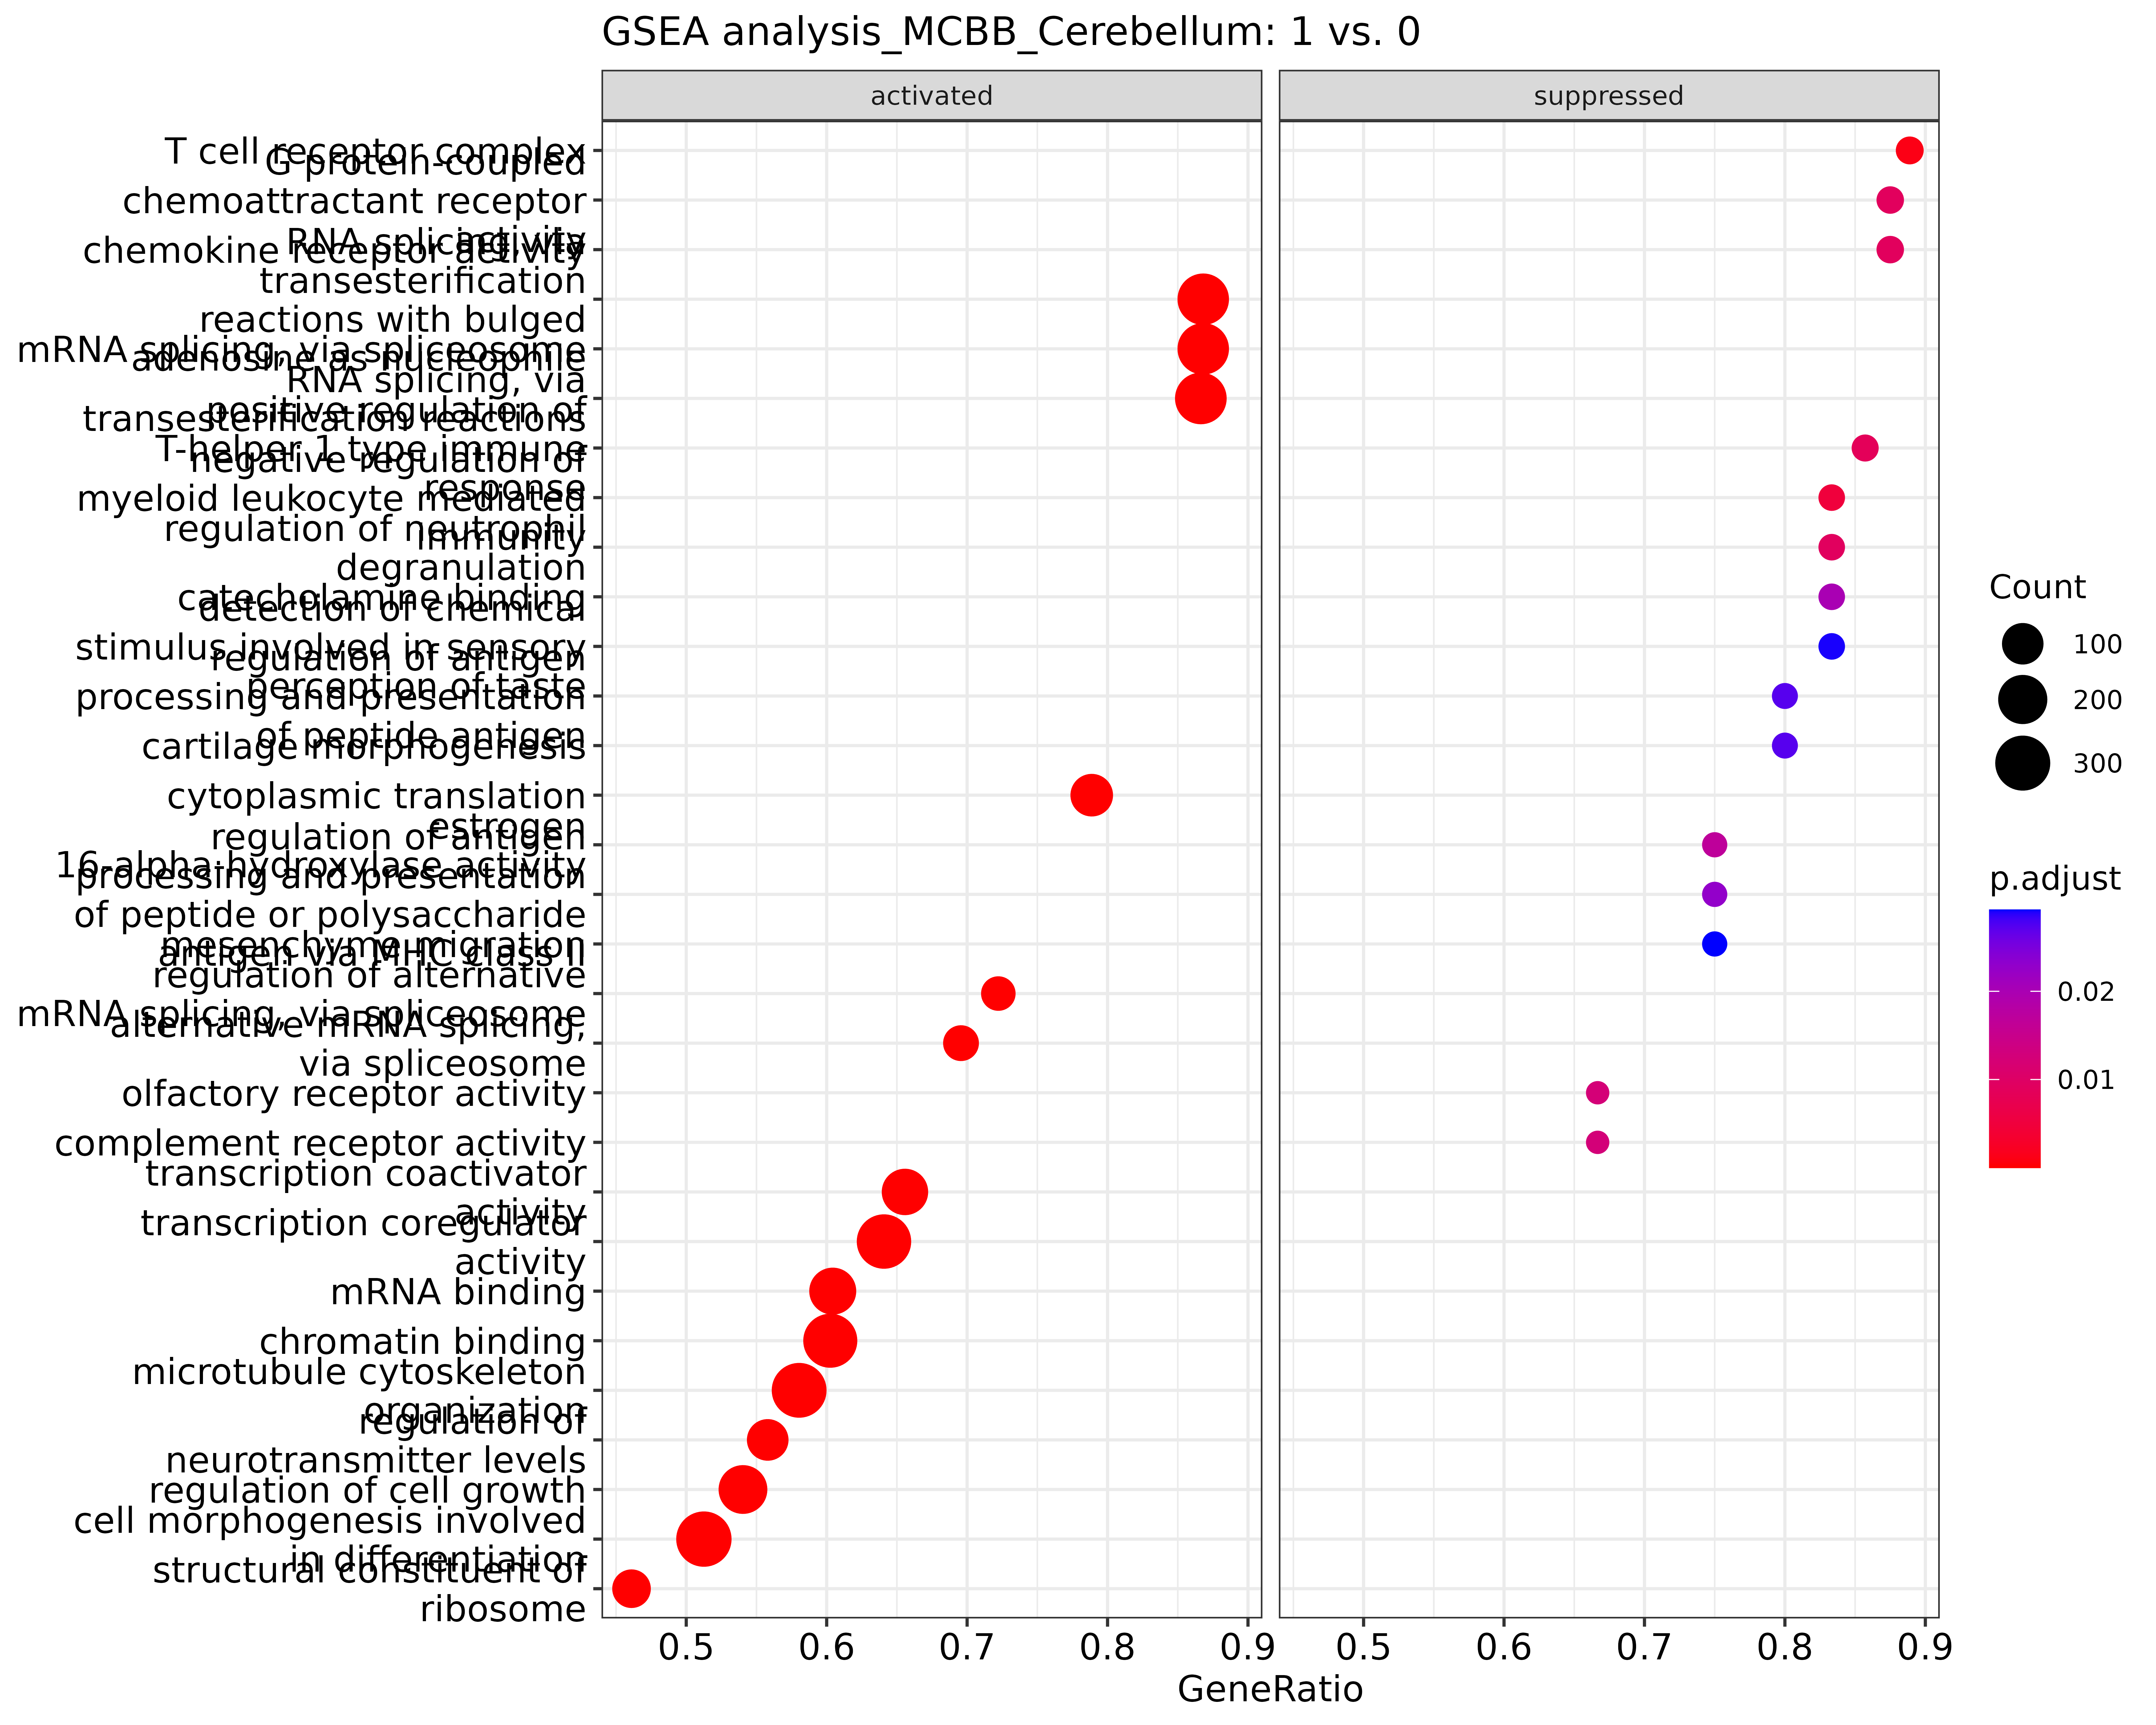 GSEA analysis_MCBB_Cerebellum: 1 vs. 0
activated
suppressed
T cell receptor complex
G protein-coupled
chemoattractant receptor
activity
chemokine receptor activity
RNA splicing, via
transesterification
reactions with bulged
adenosine as nucleophile
mRNA splicing, via spliceosome
RNA splicing, via
transesterification reactions
positive regulation of
T-helper 1 type immune
response
negative regulation of
myeloid leukocyte mediated
immunity
regulation of neutrophil
degranulation
catecholamine binding
detection of chemical
stimulus involved in sensory
perception of taste
regulation of antigen
processing and presentation
of peptide antigen
cartilage morphogenesis
cytoplasmic translation
estrogen
16-alpha-hydroxylase activity
regulation of antigen
processing and presentation
of peptide or polysaccharide
antigen via MHC class II
mesenchyme migration
regulation of alternative
mRNA splicing, via spliceosome
alternative mRNA splicing,
via spliceosome
olfactory receptor activity
complement receptor activity
transcription coactivator
activity
transcription coregulator
activity
mRNA binding
chromatin binding
microtubule cytoskeleton
organization
regulation of
neurotransmitter levels
regulation of cell growth
cell morphogenesis involved
in differentiation
structural constituent of
ribosome
0.5 0.6 0.7 0.8 0.9
0.5 0.6 0.7 0.8 0.9
GeneRatio
Count
100
200
300
p.adjust
0.02
0.01